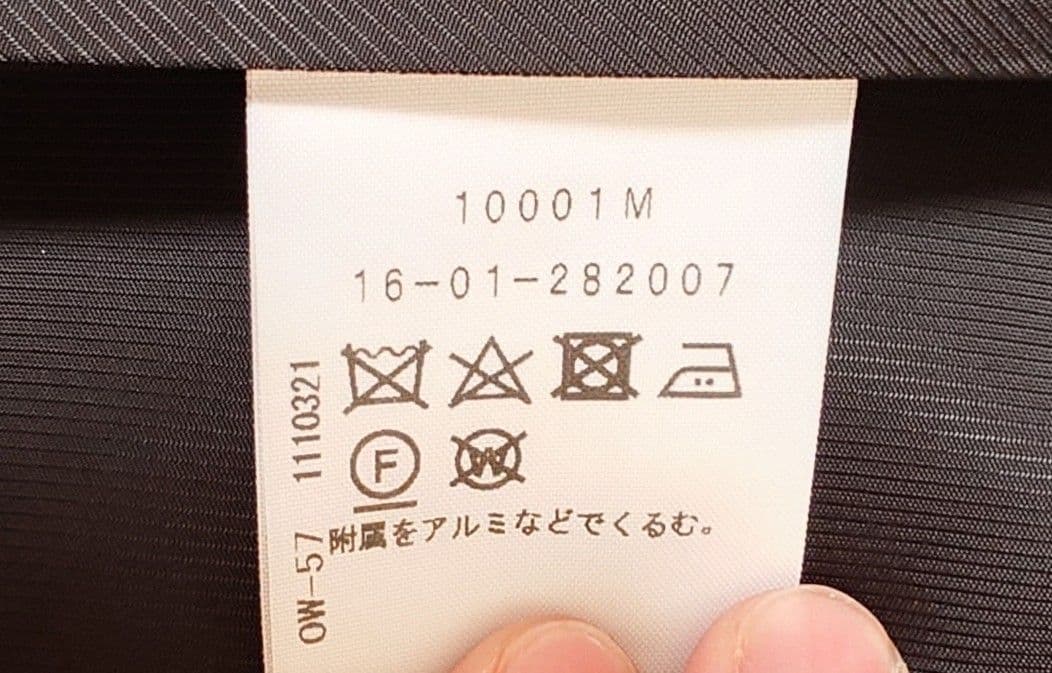 10001M
16-01-282007
F W
附属をアルミなどでくるむ。
1110321
OW-57